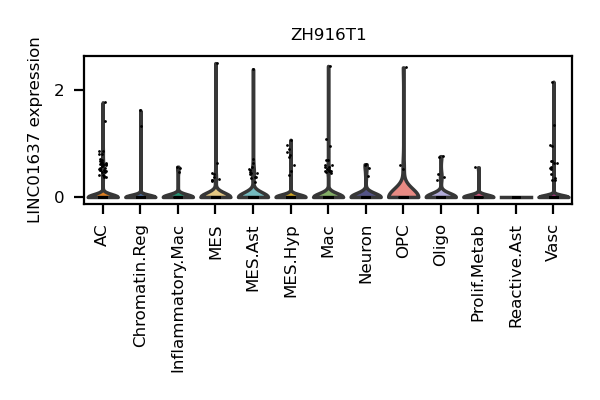 ZH916T1
LINC01637 expression
2
0
AC
Chromatin.Reg
Inflammatory.Mac
MES
MES.Ast
MES.Hyp
Mac
Neuron
OPC
Oligo
Prolif.Metab
Reactive.Ast
Vasc